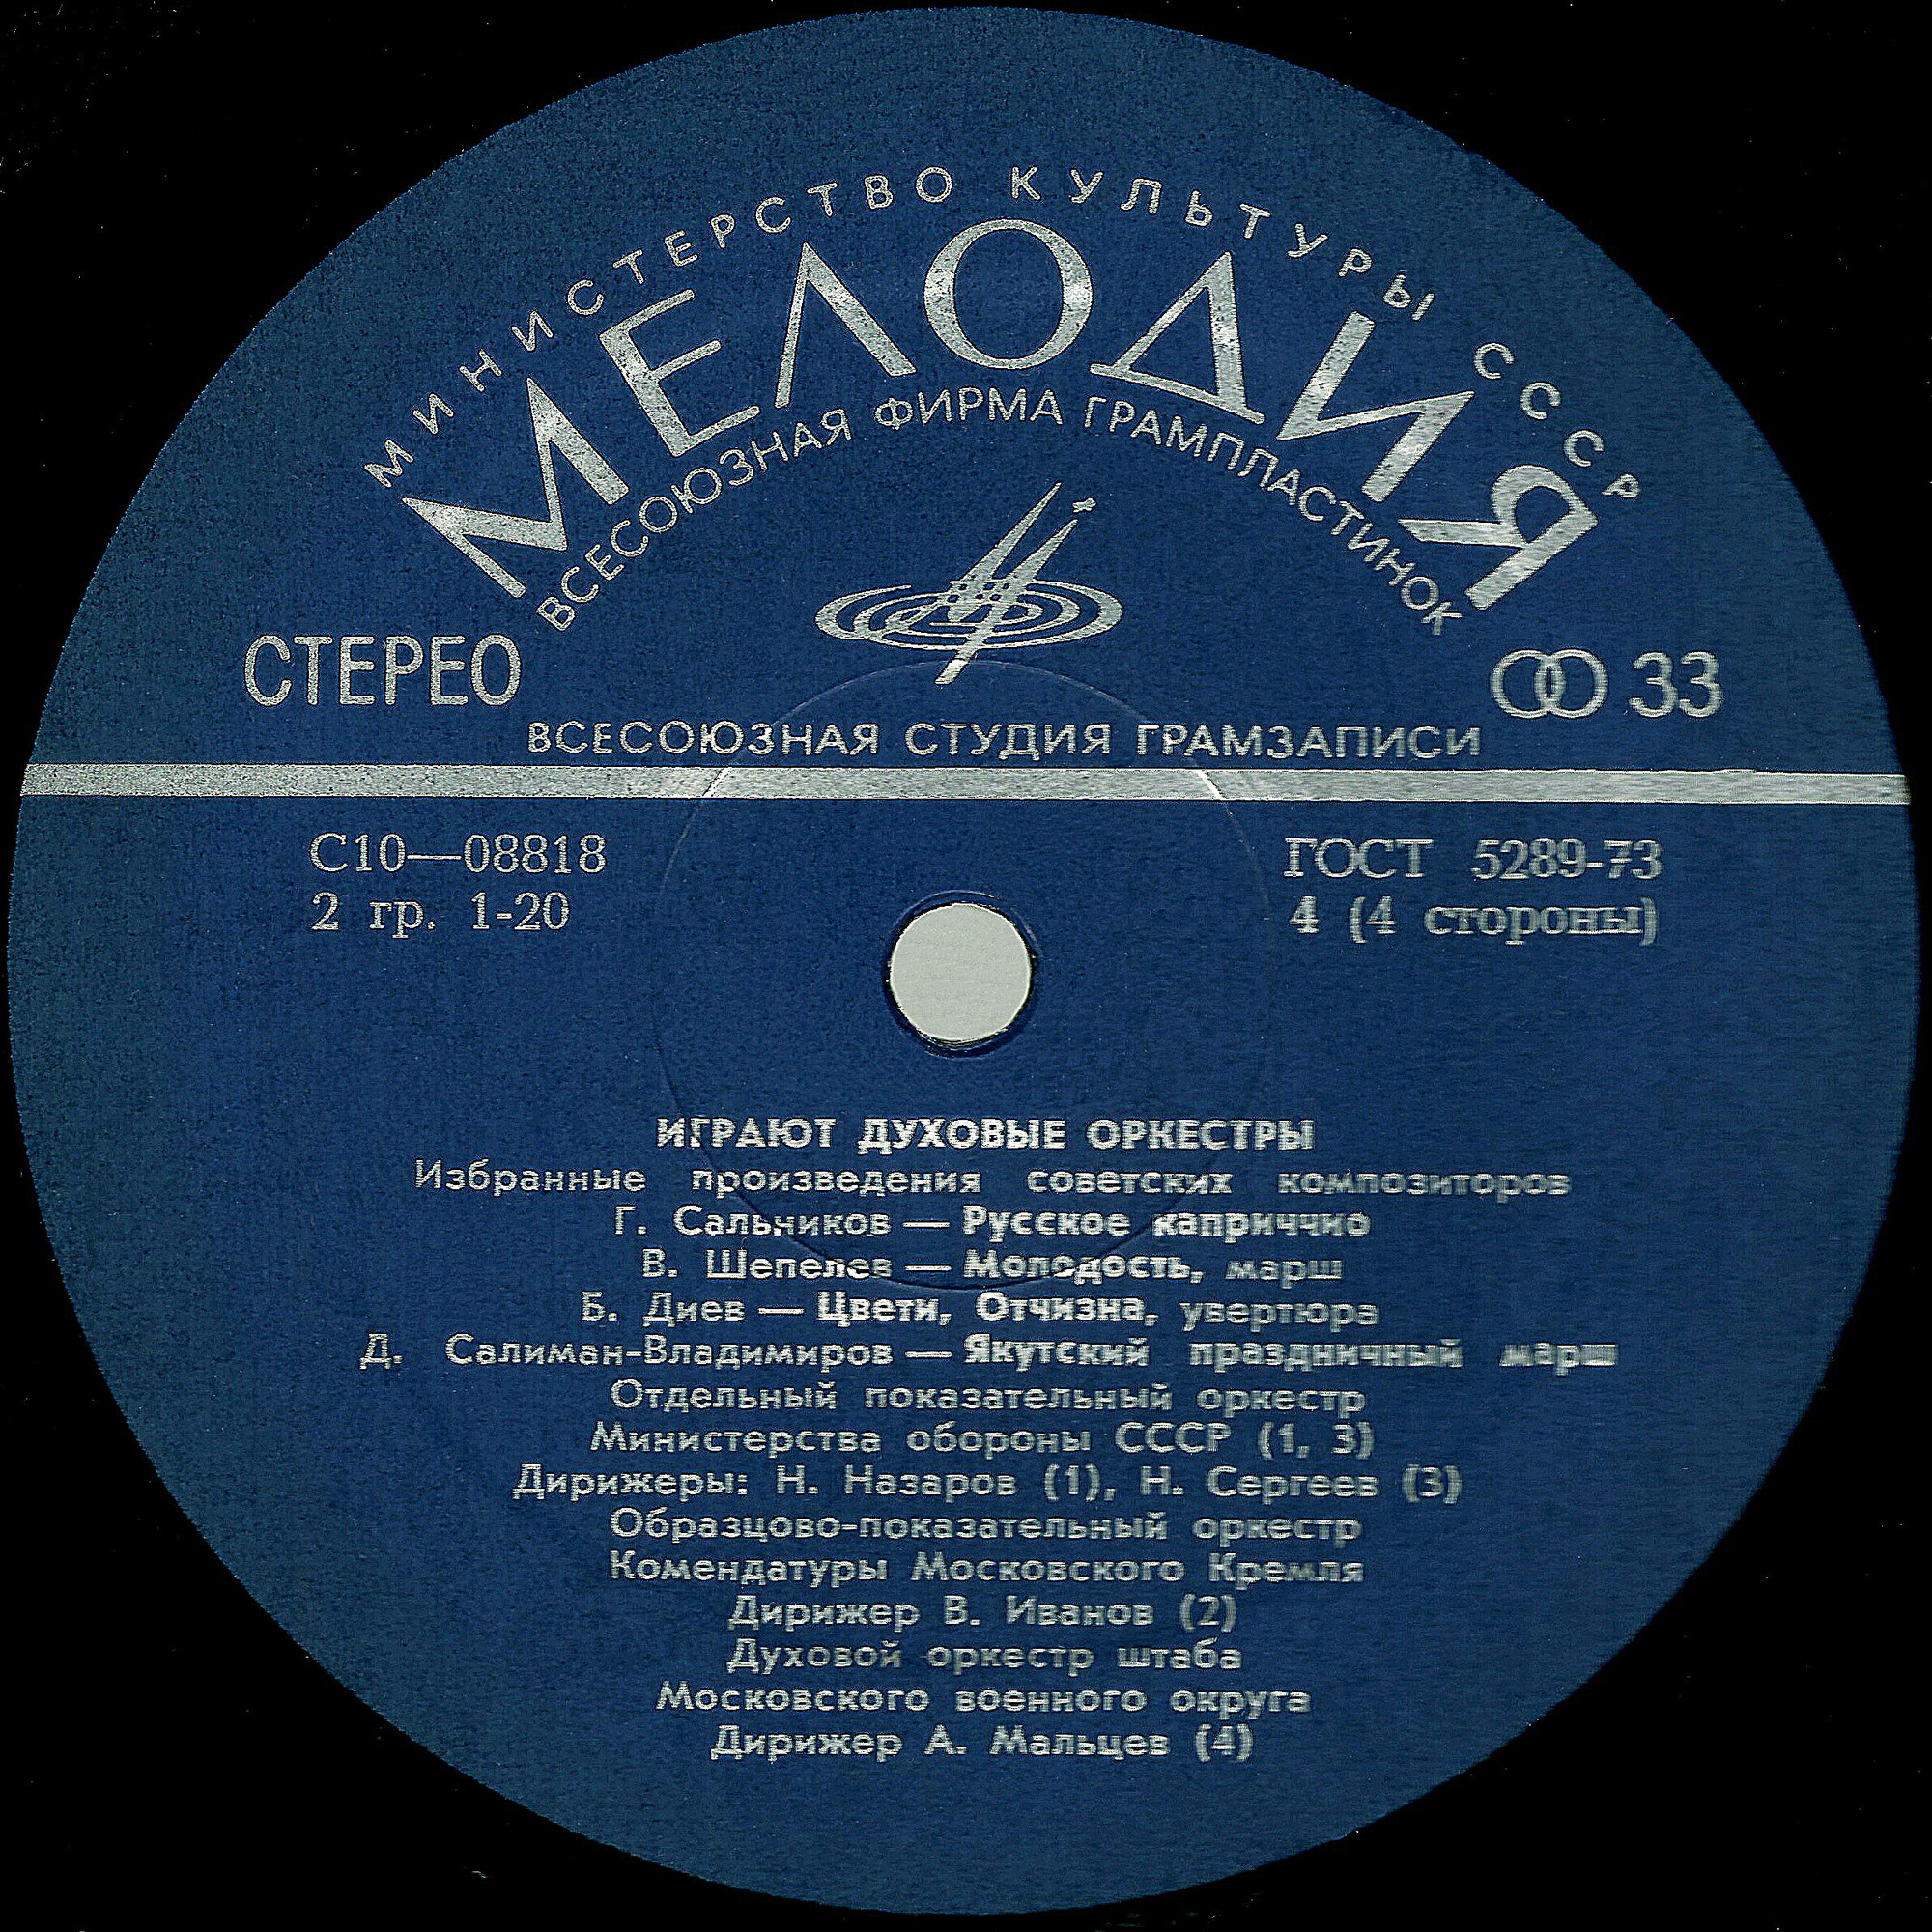 МИНИСТЕРСТВО КУЛЬТУРЫ СССР
МЕЛОДИЯ
ВСЕСОЮЗНАЯ ФИРМА ГРАМПЛАСТИНОК
СТЕРЕО
33
ВСЕСОЮЗНАЯ СТУДИЯ ГРАМЗАПИСИ
С10—08818
ГОСТ 5289-73
2 гр. 1-20
4 (4 стороны)
ИГРАЮТ ДУХОВЫЕ ОРКЕСТРЫ
Избранные произведения советских композиторов
Г. Сальников — Русское каприччио
В. Шепелев — Молодость, марш
Б. Диев — Цвети, Отчизна, увертюра
Д. Салиман-Владимиров — Якутский праздничный марш
Отдельный показательный оркестр
Министерства обороны СССР (1, 3)
Дирижеры: Н. Назаров (1), Н. Сергеев (3)
Образцово-показательный оркестр
Комендатуры Московского Кремля
Дирижер В. Иванов (2)
Духовой оркестр штаба
Московского военного округа
Дирижер А. Мальцев (4)